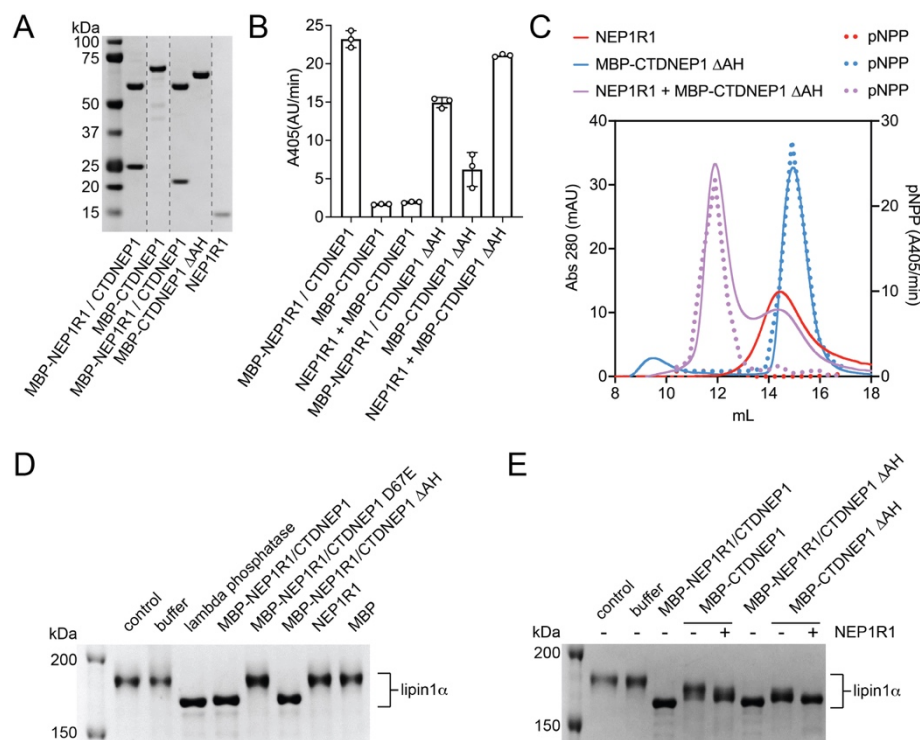 A
kDa
100
75
50
37
25
20
15
MBP-NEP1R1 / CTDNEP1
MBP-CTDNEP1
MBP-NEP1R1 / CTDNEP1
MBP-CTDNEP1 ΔAH
NEP1R1
B
A405(AU/min)
25
20
15
10
5
0
MBP-NEP1R1 / CTDNEP1
MBP-CTDNEP1
NEP1R1 + MBP-CTDNEP1
MBP-NEP1R1 / CTDNEP1 ΔAH
MBP-CTDNEP1 ΔAH
NEP1R1 + MBP-CTDNEP1 ΔAH
C
NEP1R1 pNPP
MBP-CTDNEP1 ΔAH pNPP
NEP1R1 + MBP-CTDNEP1 ΔAH pNPP
Abs 280 (mAU)
40
30
20
10
0
8 10 12 14 16 18
mL
30
20
10
0
pNPP (A405/min)
D
control
buffer
lambda phosphatase
MBP-NEP1R1/CTDNEP1
MBP-NEP1R1/CTDNEP1 D67E
MBP-NEP1R1/CTDNEP1 ΔAH
NEP1R1
MBP
kDa
200
150
lipin1α
E
control
buffer
MBP-NEP1R1/CTDNEP1
MBP-CTDNEP1
MBP-NEP1R1/CTDNEP1 ΔAH
MBP-CTDNEP1 ΔAH
kDa - - - - + - - + NEP1R1
200
150
lipin1α